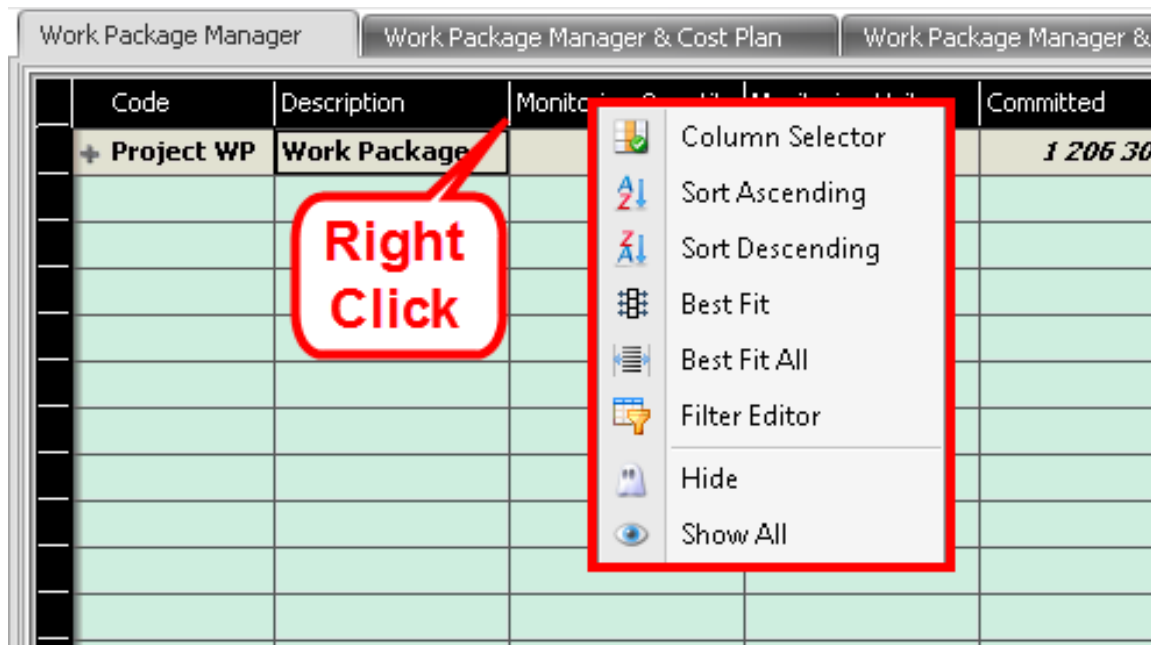 Work Package Manager
Work Package Manager & Cost Plan
Work Package Manager &
Code Description Committed
Project WP Work Package 1 206 30
Right
Click
Column Selector
Sort Ascending
Sort Descending
Best Fit
Best Fit All
Filter Editor
Hide
Show All